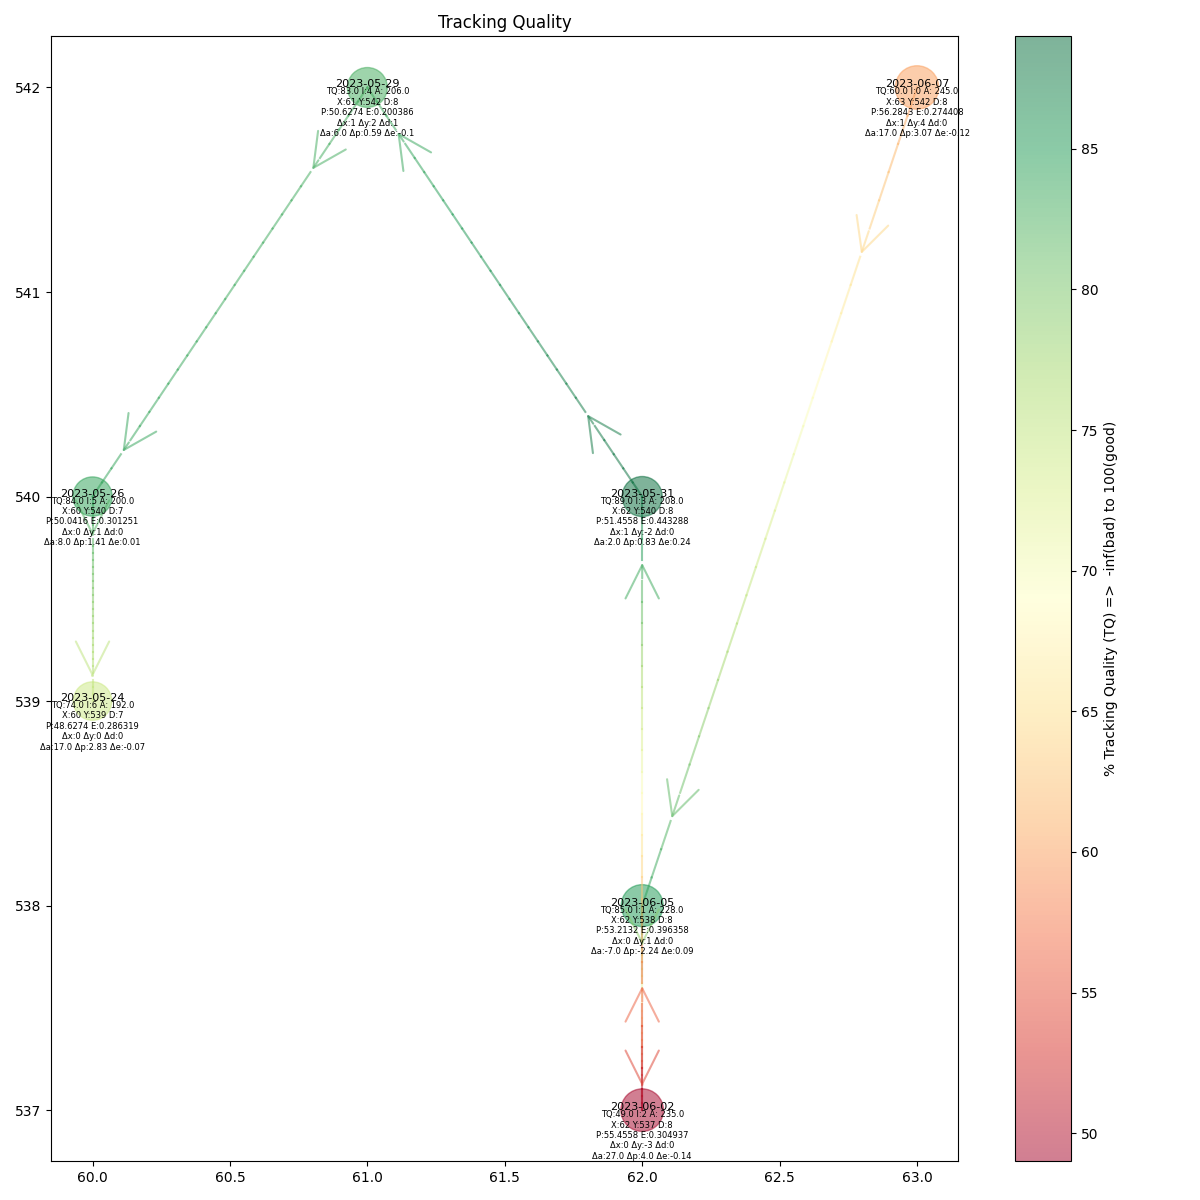 Tracking Quality
2023-05-29
TQ:83.0 I:4 A: 206.0
X:61 Y:542 D:8
P:50.6274 E:0.200386
Δx:1 Δy:2 Δd:1
Δa:6.0 Δp:0.59 Δe:-0.1
2023-06-07
TQ:60.0 I:0 A: 245.0
X:63 Y:542 D:8
P:56.2843 E:0.274408
Δx:1 Δy:4 Δd:0
Δa:17.0 Δp:3.07 Δe:-0.12
2023-05-26
TQ:84.0 I:5 A: 200.0
X:60 Y:540 D:7
P:50.0416 E:0.301251
Δx:0 Δy:1 Δd:0
Δa:8.0 Δp:1.41 Δe:0.01
2023-05-31
TQ:89.0 I:3 A: 208.0
X:62 Y:540 D:8
P:51.4558 E:0.443288
Δx:1 Δy:-2 Δd:0
Δa:2.0 Δp:0.83 Δe:0.24
2023-05-24
TQ:74.0 I:6 A: 192.0
X:60 Y:539 D:7
P:48.6274 E:0.286319
Δx:0 Δy:0 Δd:0
Δa:17.0 Δp:2.83 Δe:-0.07
2023-06-05
TQ:85.0 I:1 A: 228.0
X:62 Y:538 D:8
P:53.2132 E:0.396358
Δx:0 Δy:1 Δd:0
Δa:-7.0 Δp:-2.24 Δe:0.09
2023-06-02
TQ:49.0 I:2 A: 235.0
X:62 Y:537 D:8
P:55.4558 E:0.304937
Δx:0 Δy:-3 Δd:0
Δa:27.0 Δp:4.0 Δe:-0.14
542
541
540
539
538
537
60.0
60.5
61.0
61.5
62.0
62.5
63.0
85
80
75
70
65
60
55
50
% Tracking Quality (TQ) => -inf(bad) to 100(good)